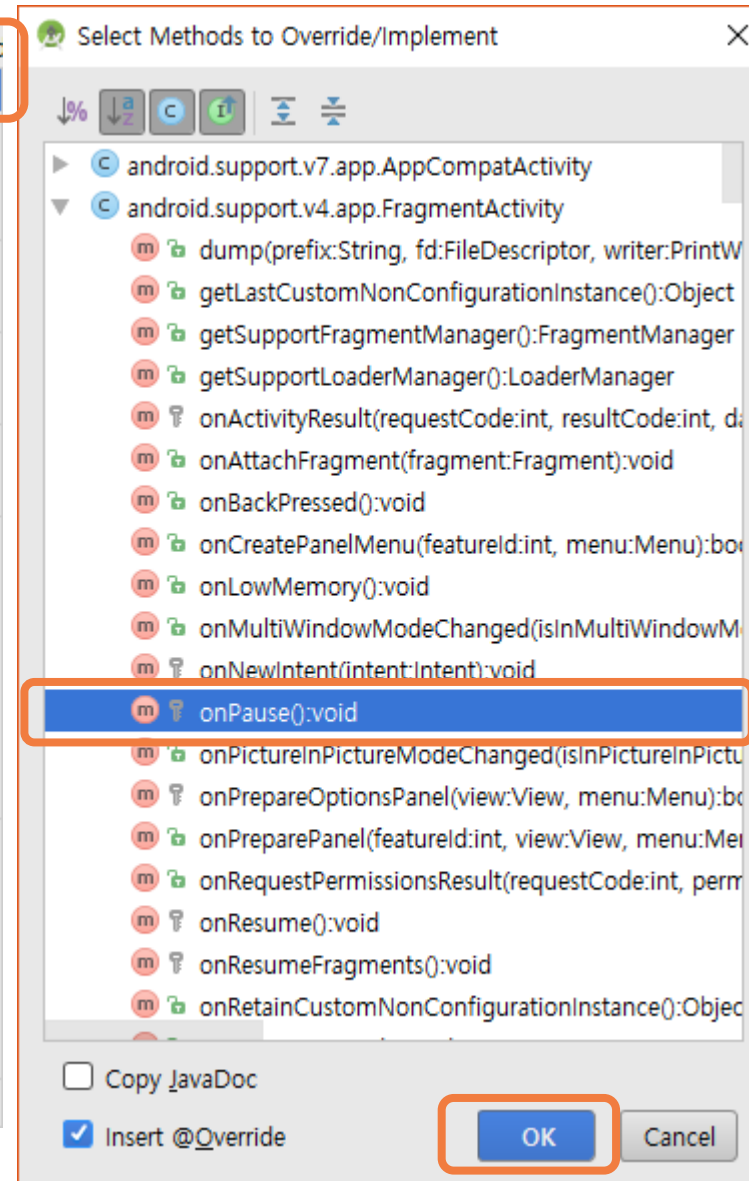 Select Methods to Override/Implement
android.support.v7.app.AppCompatActivity
android.support.v4.app.FragmentActivity
dump(prefix:String, fd:FileDescriptor, writer:PrintW
getLastCustomNonConfigurationInstance():Object
getSupportFragmentManager():FragmentManager
getSupportLoaderManager():LoaderManager
onActivityResult(requestCode:int, resultCode:int, da
onAttachFragment(fragment:Fragment):void
onBackPressed():void
onCreatePanelMenu(featureId:int, menu:Menu):boo
onLowMemory():void
onMultiWindowModeChanged(isInMultiWindowM
onNewIntent(intent:Intent):void
onPause():void
onPictureInPictureModeChanged(isInPictureInPictu
onPrepareOptionsPanel(view:View, menu:Menu):bo
onPreparePanel(featureId:int, view:View, menu:Me
onRequestPermissionsResult(requestCode:int, perm
onResume():void
onResumeFragments():void
onRetainCustomNonConfigurationInstance():Objec
Copy JavaDoc
Insert @Override
OK
Cancel